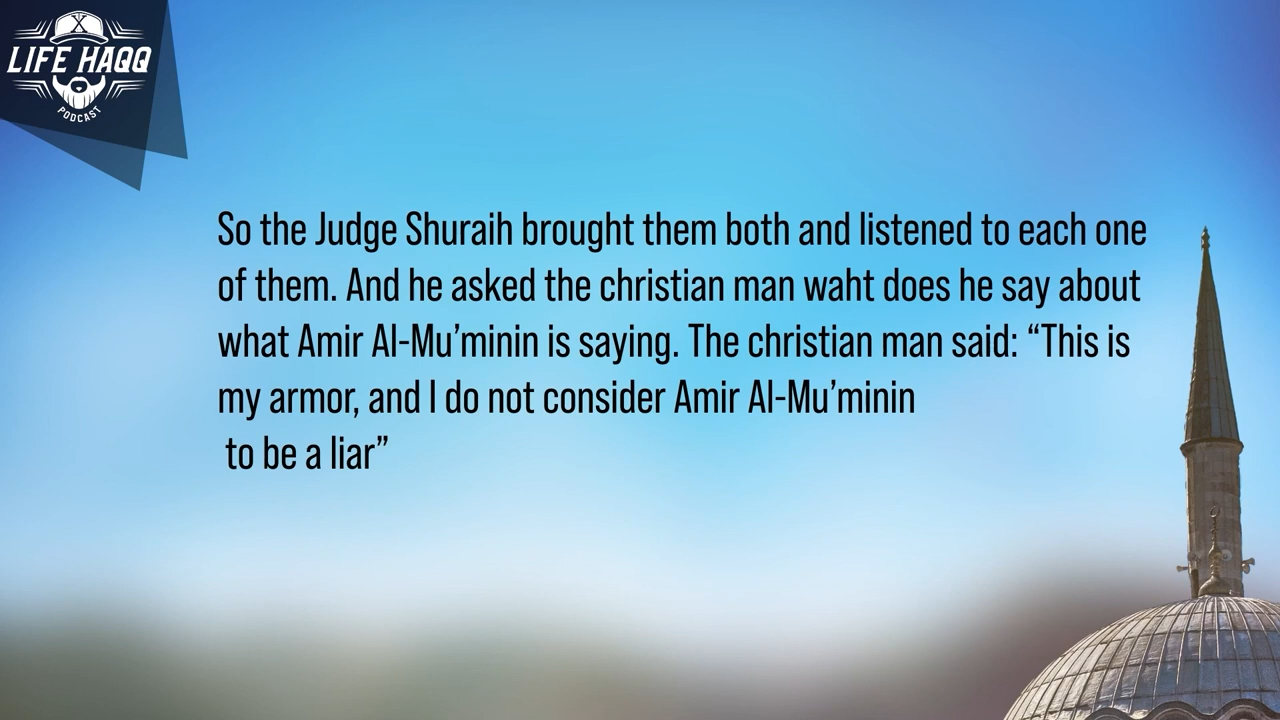 X
LIFE HAQQ
PODCAST
So the Judge Shuraih brought them both and listened to each one
of them. And he asked the christian man waht does he say about
what Amir Al-Mu’minin is saying. The christian man said: “This is
my armor, and I do not consider Amir Al-Mu’minin
to be a liar”